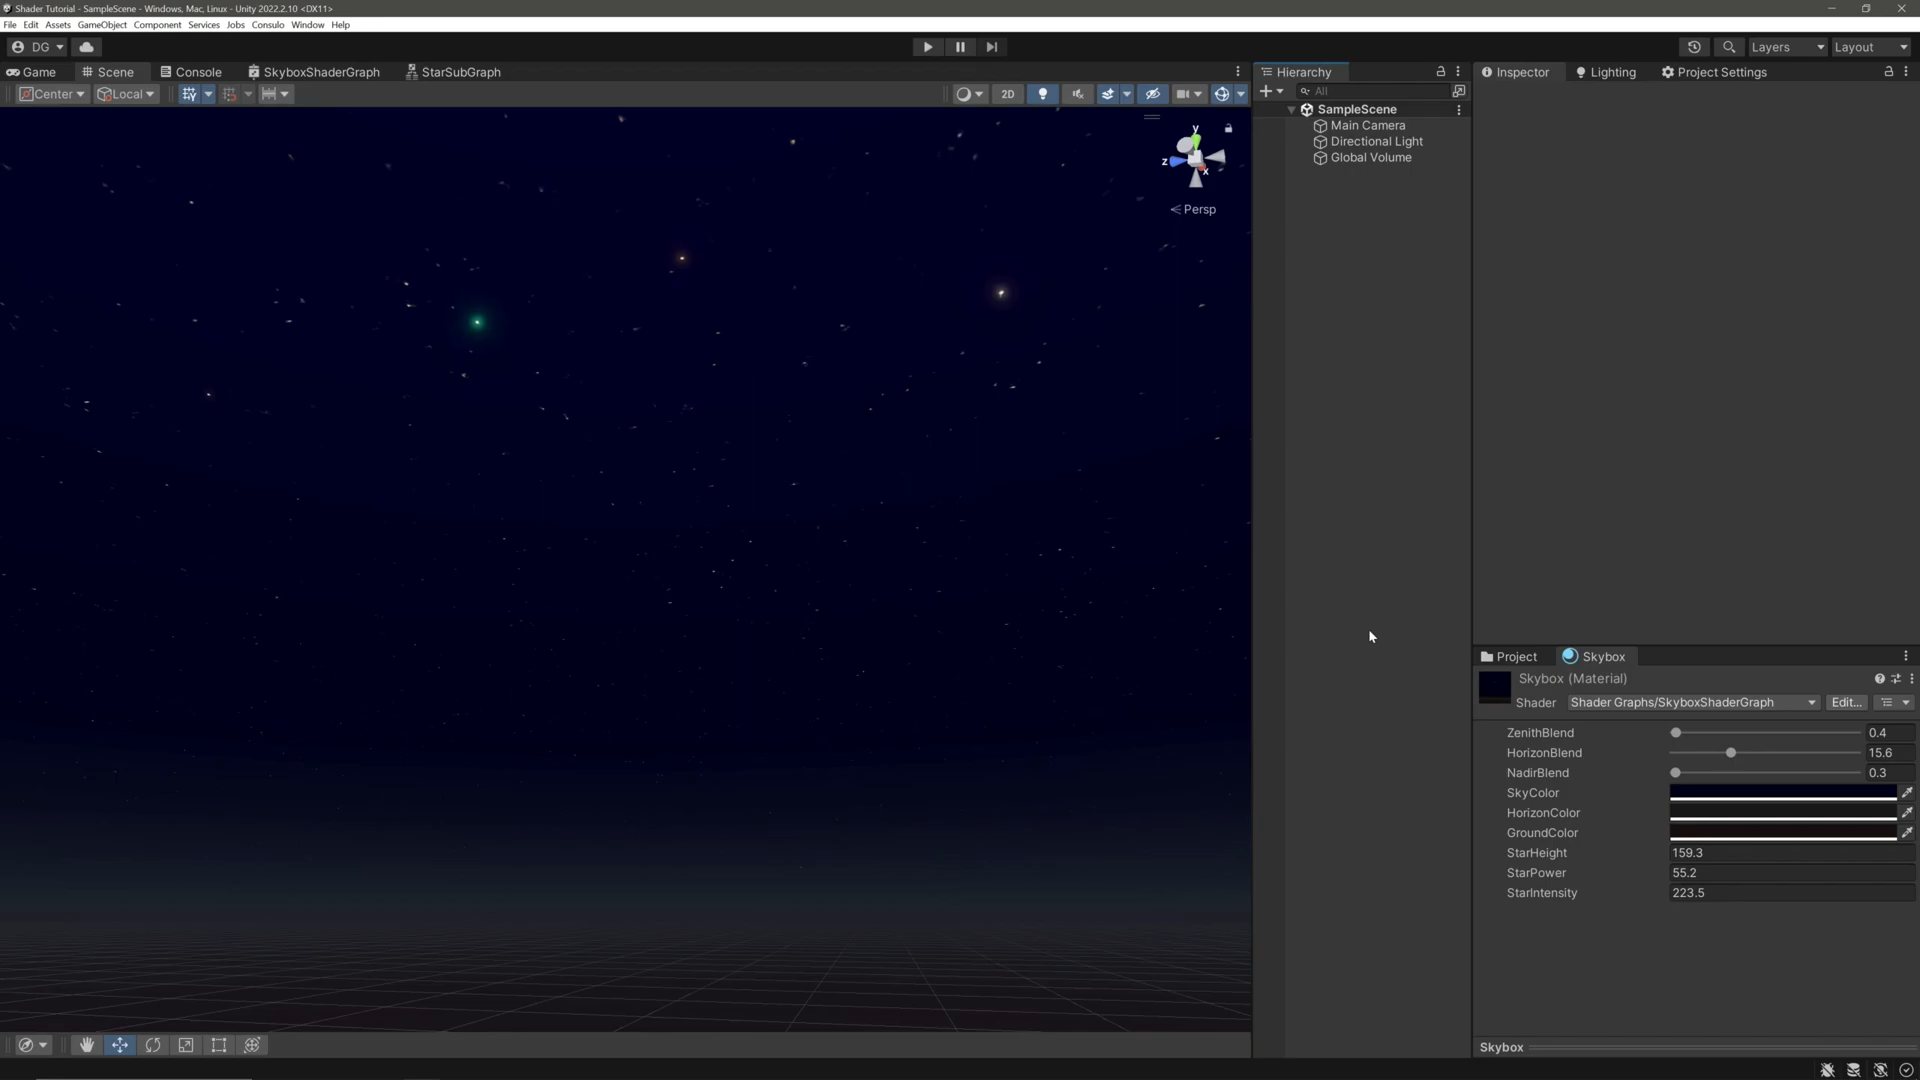 Shader Tutorial - SampleScene - Windows, Mac, Linux - Unity 2022.2.10 <DX11>
File Edit Assets GameObject Component Services Jobs Consulo Window Help
DG Layers Layout
Game Scene Console SkyboxShaderGraph StarSubGraph
Center Local 2D
y
z
x
Persp
Hierarchy
All
SampleScene
Main Camera
Directional Light
Global Volume
Inspector Lighting Project Settings
Project Skybox
Skybox (Material)
Shader Shader Graphs/SkyboxShaderGraph Edit...
ZenithBlend 0.4
HorizonBlend 15.6
NadirBlend 0.3
SkyColor
HorizonColor
GroundColor
StarHeight 159.3
StarPower 55.2
StarIntensity 223.5
Skybox